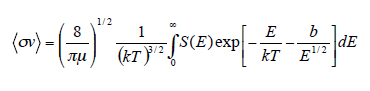 ⟨σv⟩ = (8/πμ)^{1/2} 1/(kT)^{3/2} ∫_0^∞ S(E) exp[−E/kT − b/E^{1/2}] dE